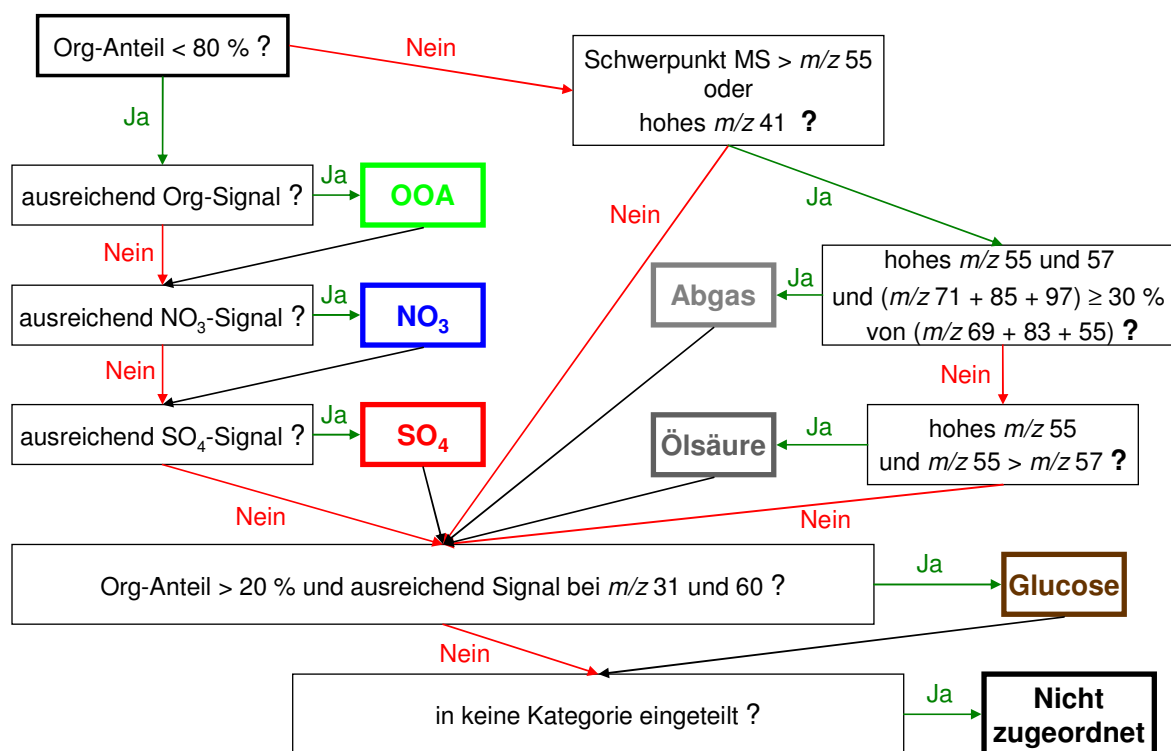 Org-Anteil < 80 % ?
Nein
Schwerpunkt MS > m/z 55
oder
hohes m/z 41 ?
Ja
ausreichend Org-Signal ?
Ja
OOA
Nein
Ja
Nein
hohes m/z 55 und 57
und (m/z 71 + 85 + 97) ≥ 30 %
von (m/z 69 + 83 + 55) ?
Ja
Abgas
ausreichend NO₃-Signal ?
Ja
NO₃
Nein
Nein
ausreichend SO₄-Signal ?
Ja
SO₄
Ölsäure
Ja
hohes m/z 55
und m/z 55 > m/z 57 ?
Nein
Nein
Org-Anteil > 20 % und ausreichend Signal bei m/z 31 und 60 ?
Ja
Glucose
Nein
in keine Kategorie eingeteilt ?
Ja
Nicht
zugeordnet